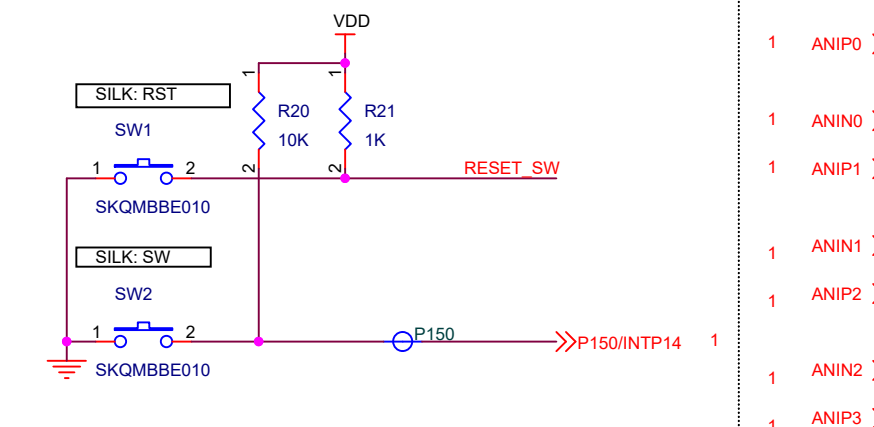 VDD
1 ANIP0
1 1
SILK: RST
R20 R21
SW1
10K 1K
1 ANIN0
1 2 2 2 RESET_SW
1 ANIP1
SKQMBBE010
SILK: SW
1 ANIN1
SW2
1 ANIP2
1 2 P150 P150/INTP14 1
SKQMBBE010
1 ANIN2
1 ANIP3